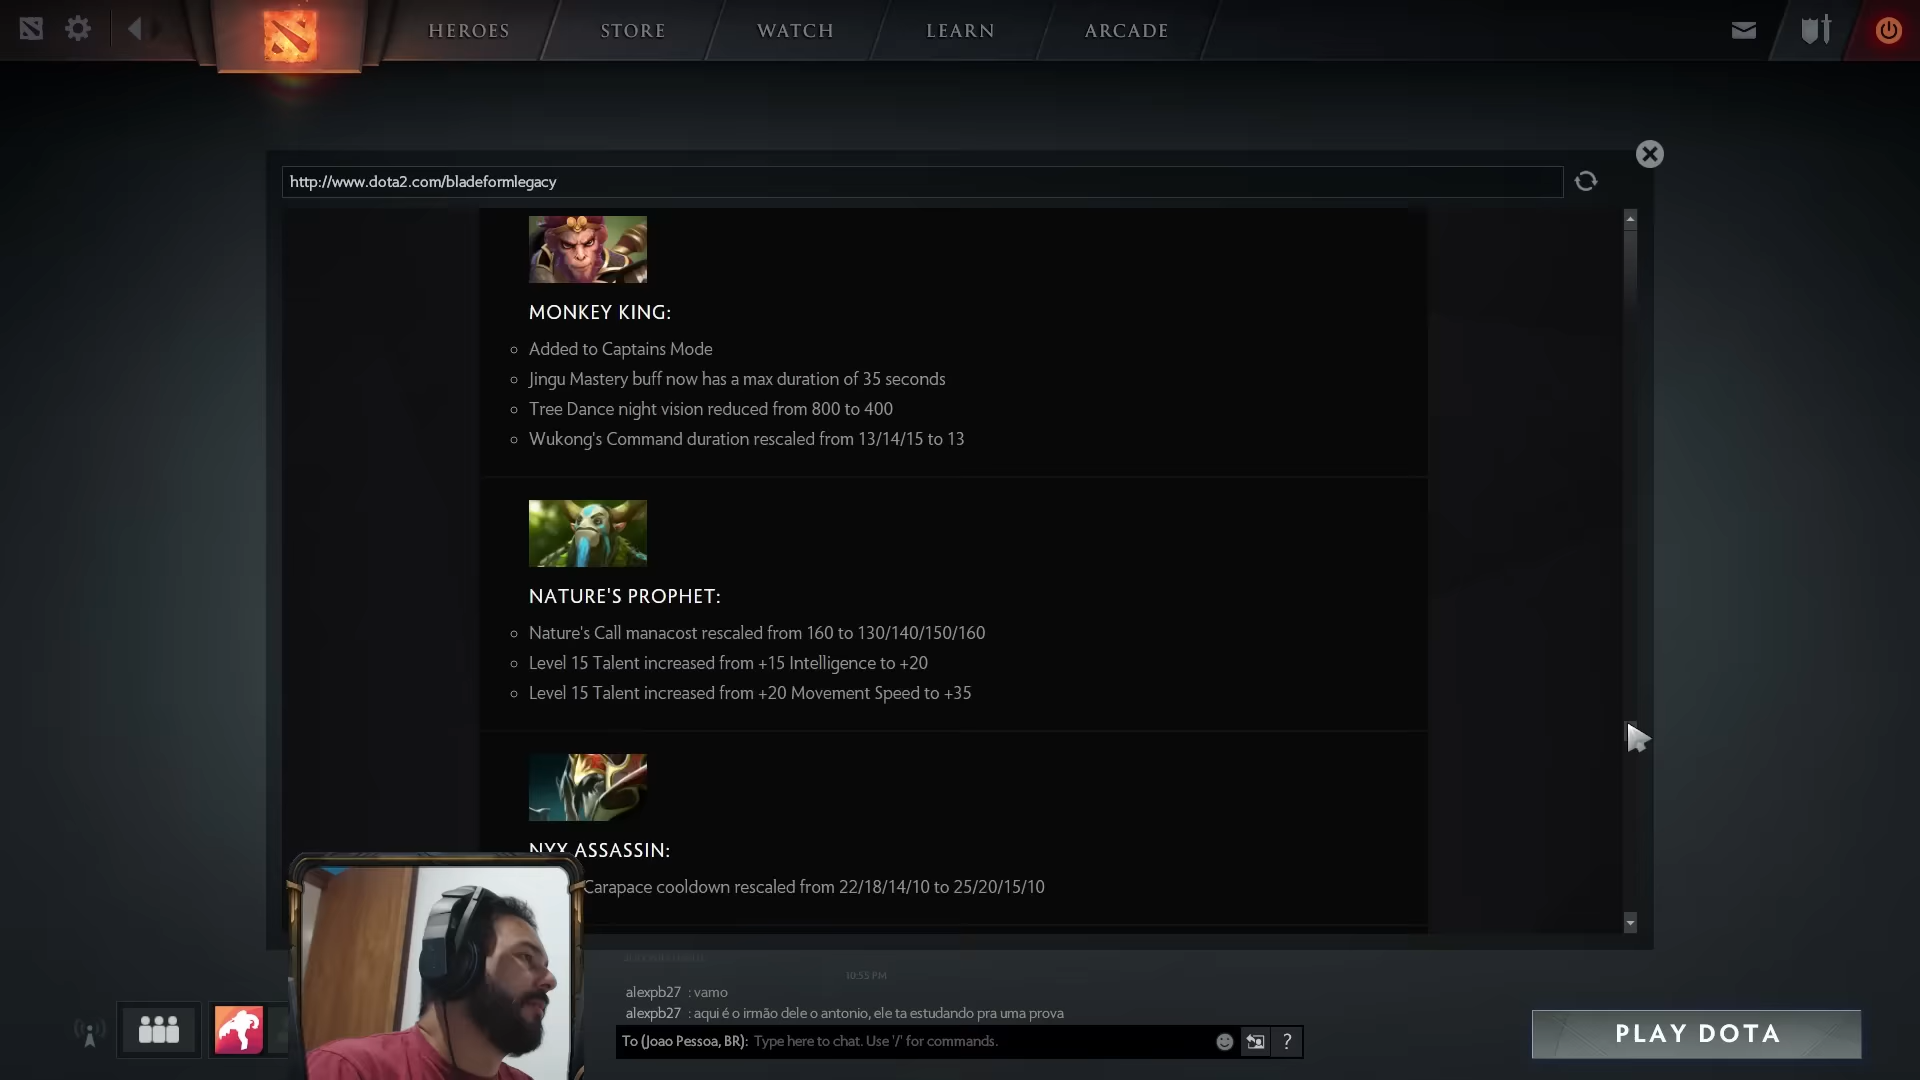 HEROES
STORE
WATCH
LEARN
ARCADE
http://www.dota2.com/bladeformlegacy
MONKEY KING:
Added to Captains Mode
Jingu Mastery buff now has a max duration of 35 seconds
Tree Dance night vision reduced from 800 to 400
Wukong's Command duration rescaled from 13/14/15 to 13
NATURE'S PROPHET:
Nature's Call manacost rescaled from 160 to 130/140/150/160
Level 15 Talent increased from +15 Intelligence to +20
Level 15 Talent increased from +20 Movement Speed to +35
NYX ASSASSIN:
Carapace cooldown rescaled from 22/18/14/10 to 25/20/15/10
10:55 PM
alexpb27 : vamo
alexpb27 : aqui é o irmão dele o antonio, ele ta estudando pra uma prova
To (Joao Pessoa, BR): Type here to chat. Use '/' for commands.
?
PLAY DOTA